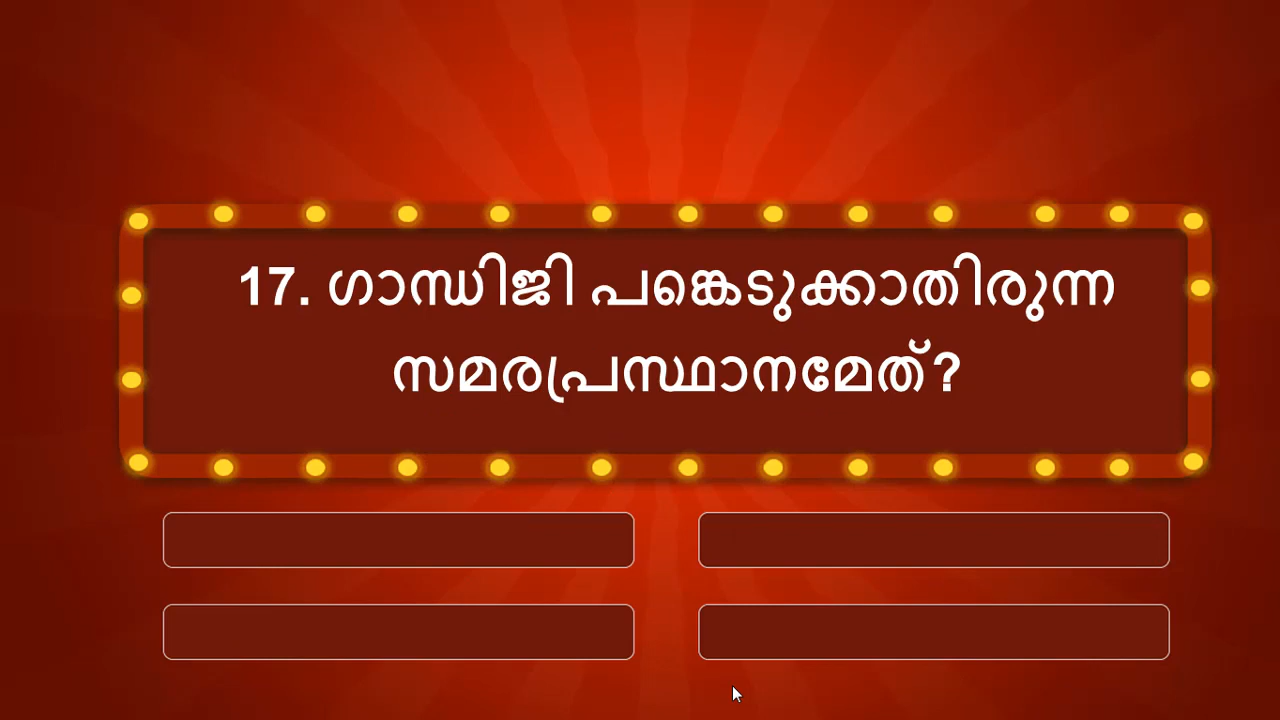 17. ഗാന്ധിജി പങ്കെടുക്കാതിരുന്ന
സമരപ്രസ്ഥാനമേത്?